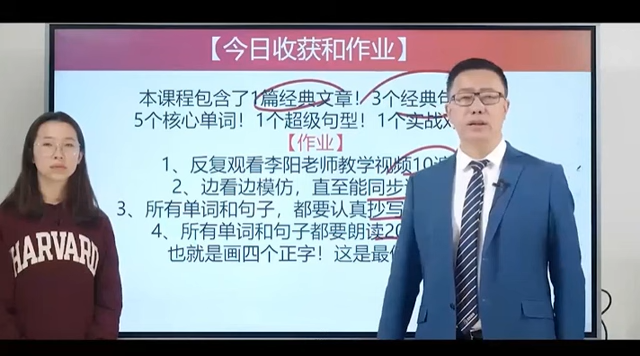 【今日收获和作业】
本课程包含了1篇经典文章！3个经典句
5个核心单词！1个超级句型！1个实战
【作业】
1、反复观看李阳老师教学视频10
2、边看边模仿，直至能同步
3、所有单词和句子，都要认真抄写
4、所有单词和句子都要朗读20
也就是画四个正字！这是最
HARVARD